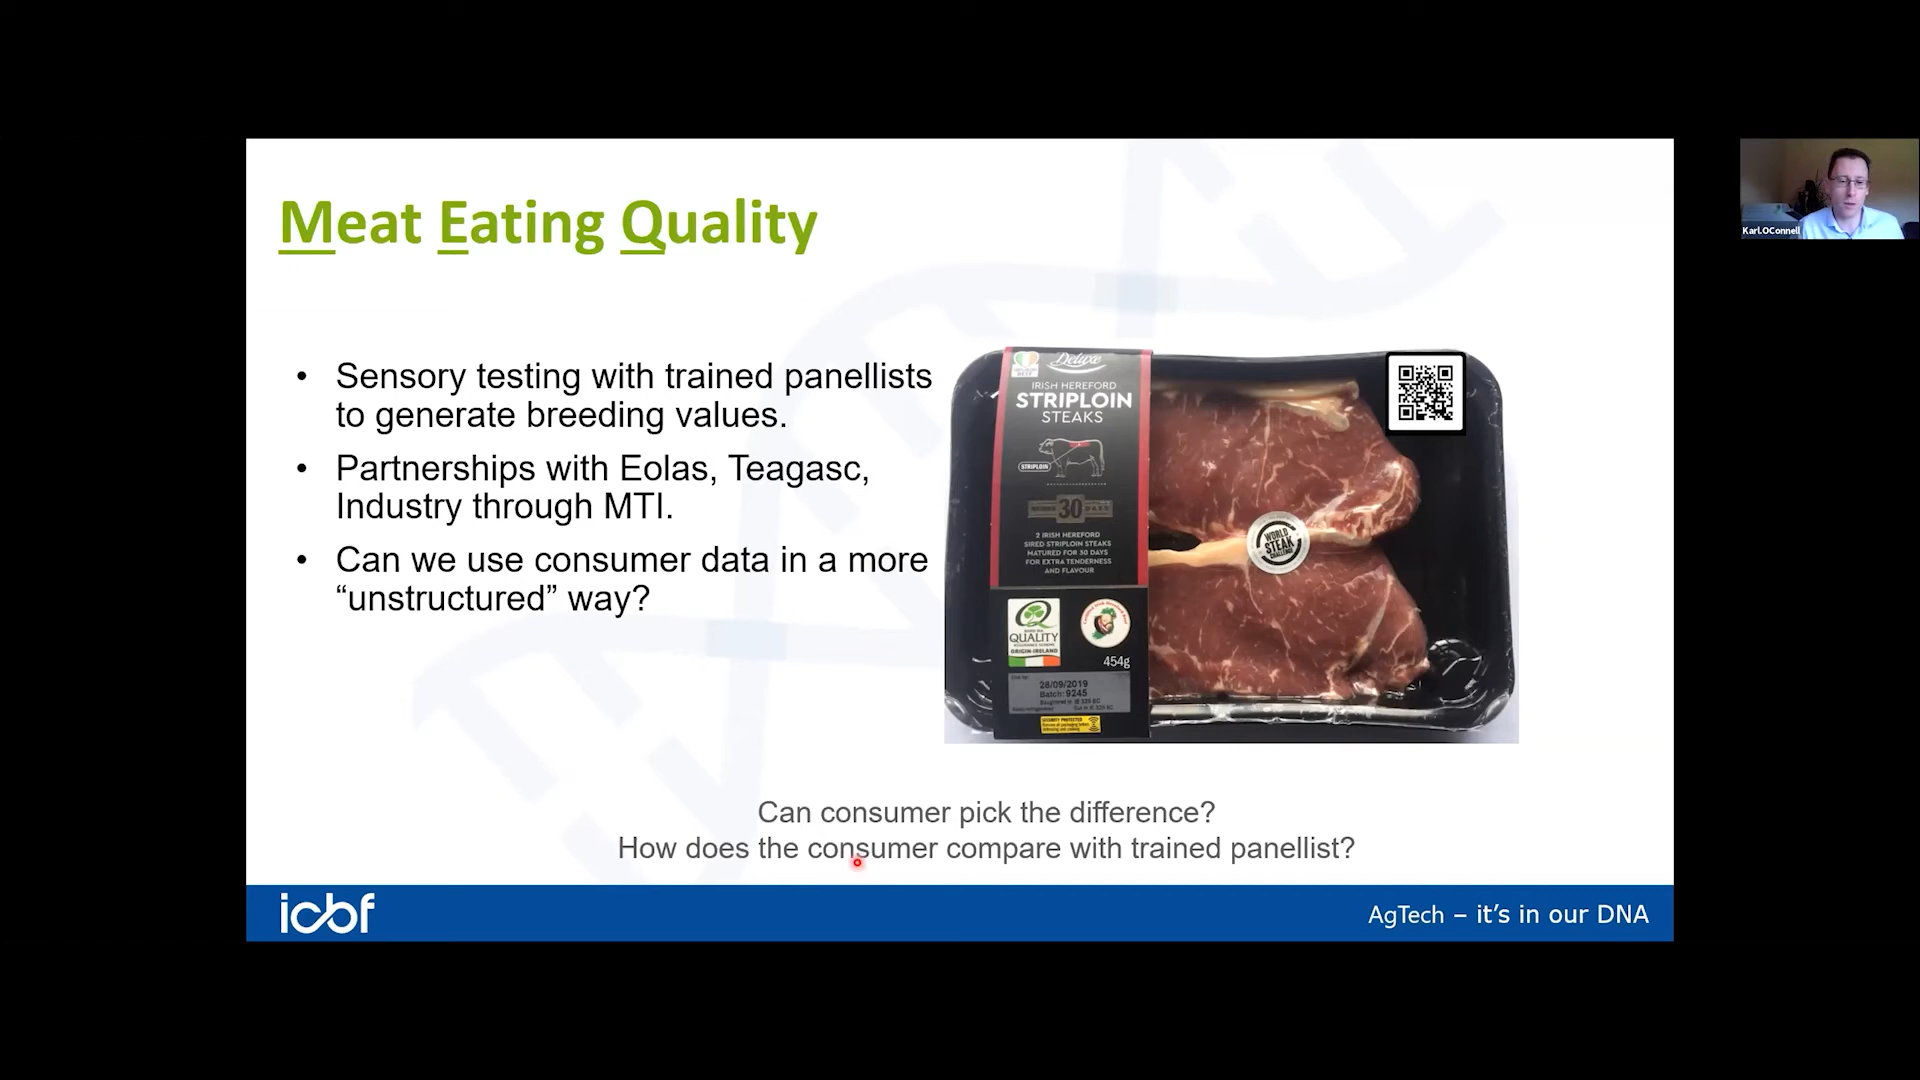 Meat Eating Quality
• Sensory testing with trained panellists
to generate breeding values.
• Partnerships with Eolas, Teagasc,
Industry through MTI.
• Can we use consumer data in a more
“unstructured” way?
Deluxe
IRISH HEREFORD
STRIPLOIN
STEAKS
STRIPLOIN
30
2 IRISH HEREFORD
SIRED STRIPLOIN STEAKS
MATURED FOR 30 DAYS
FOR EXTRA TENDERNESS
AND FLAVOUR
QUALITY
ORIGIN-IRELAND
454g
28/09/2019
Batch: 9245
SECURITY PROTECTED
WORLD
STEAK
CHALLENGE
Can consumer pick the difference?
How does the consumer compare with trained panellist?
icbf
AgTech – it’s in our DNA
Karl.OConnell